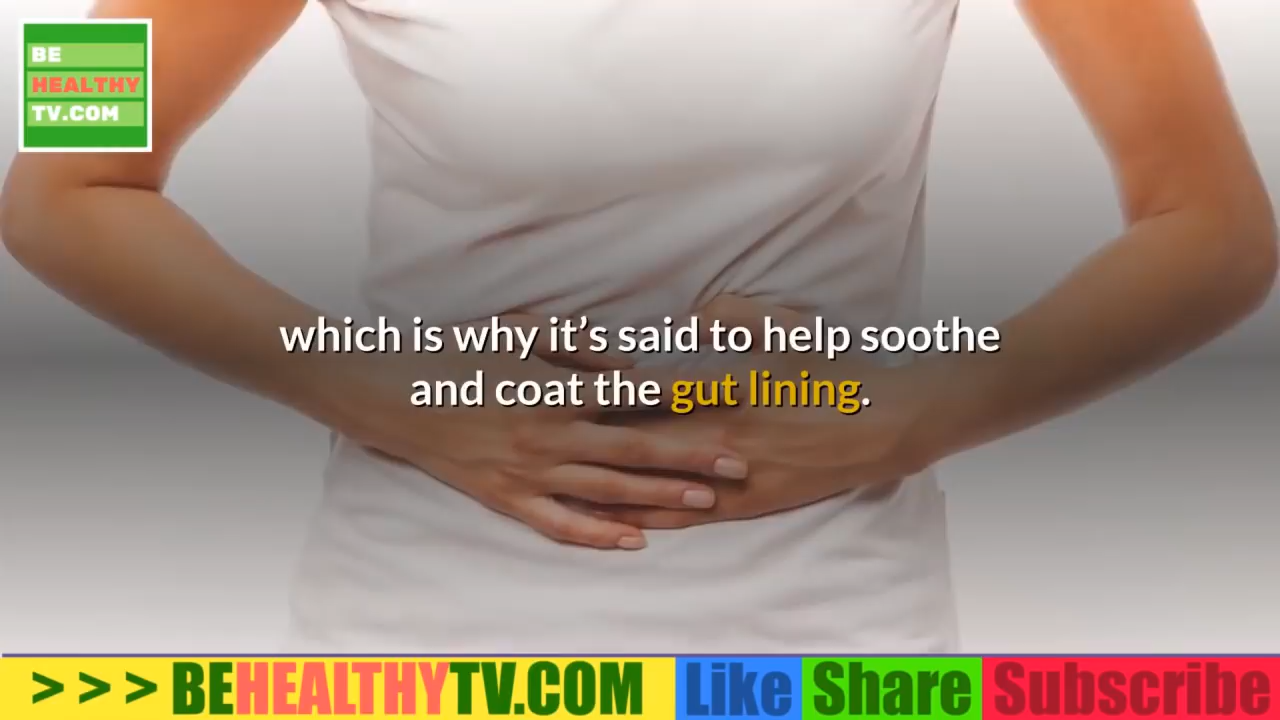 BE
HEALTHY
TV.COM
which is why it’s said to help soothe
and coat the gut lining.
> > > BEHEALTHYTV.COM Like Share Subscribe